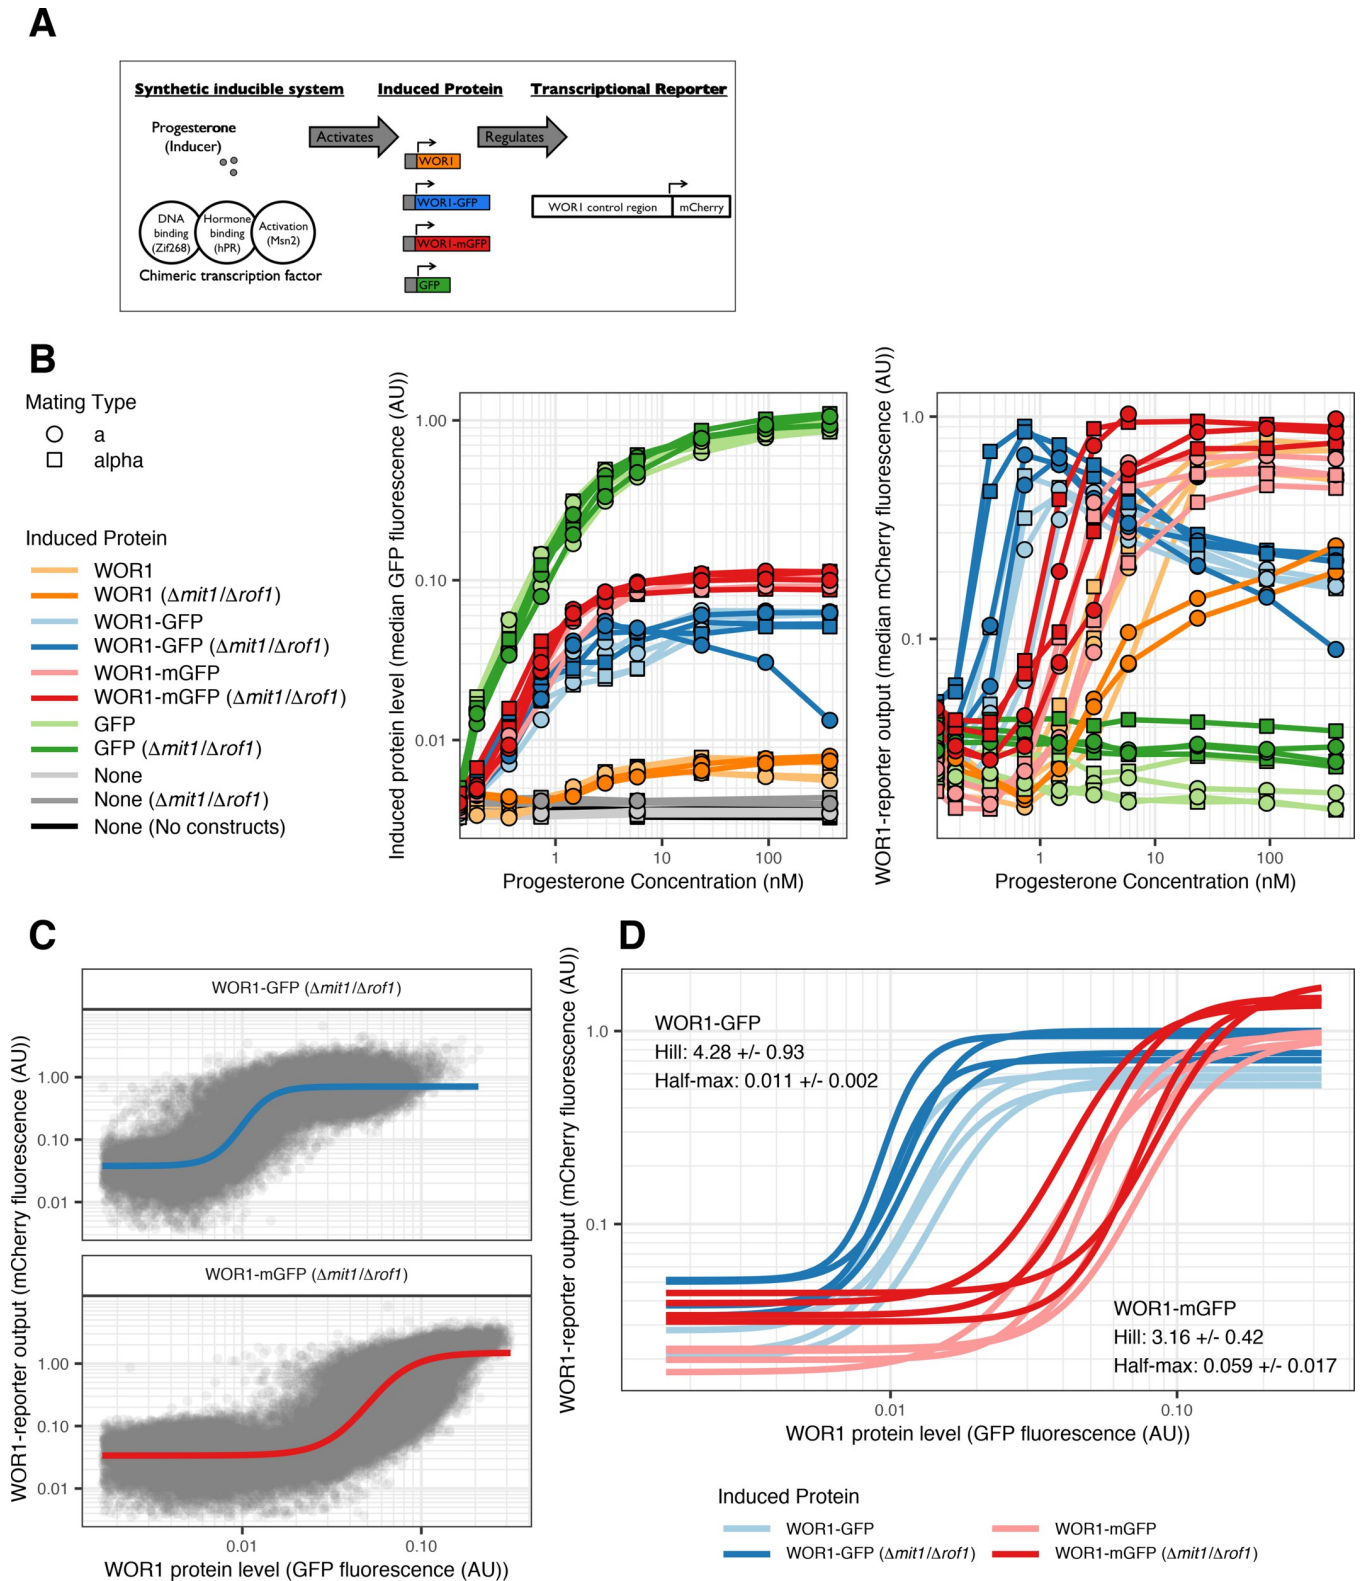 A
Synthetic inducible system
Induced Protein
Transcriptional Reporter
Progesterone
(Inducer)
Activates
Regulates
WOR1
WOR1-GFP
WOR1-mGFP
GFP
WOR1 control region
mCherry
DNA
binding
(Zif268)
Hormone
binding
(hPR)
Activation
(Msn2)
Chimeric transcription factor
B
Mating Type
a
alpha
Induced Protein
WOR1
WOR1 (Δmit1/Δrof1)
WOR1-GFP
WOR1-GFP (Δmit1/Δrof1)
WOR1-mGFP
WOR1-mGFP (Δmit1/Δrof1)
GFP
GFP (Δmit1/Δrof1)
None
None (Δmit1/Δrof1)
None (No constructs)
Induced protein level (median GFP fluorescence (AU))
1.00
0.10
0.01
1
10
100
Progesterone Concentration (nM)
WOR1-reporter output (median mCherry fluorescence (AU))
1.0
0.1
1
10
100
Progesterone Concentration (nM)
C
WOR1-reporter output (mCherry fluorescence (AU))
WOR1-GFP (Δmit1/Δrof1)
1.00
0.10
0.01
WOR1-mGFP (Δmit1/Δrof1)
1.00
0.10
0.01
0.01
0.10
WOR1 protein level (GFP fluorescence (AU))
D
WOR1-reporter output (mCherry fluorescence (AU))
1.0
0.1
WOR1-GFP
Hill: 4.28 +/- 0.93
Half-max: 0.011 +/- 0.002
WOR1-mGFP
Hill: 3.16 +/- 0.42
Half-max: 0.059 +/- 0.017
0.01
0.10
WOR1 protein level (GFP fluorescence (AU))
Induced Protein
WOR1-GFP
WOR1-GFP (Δmit1/Δrof1)
WOR1-mGFP
WOR1-mGFP (Δmit1/Δrof1)